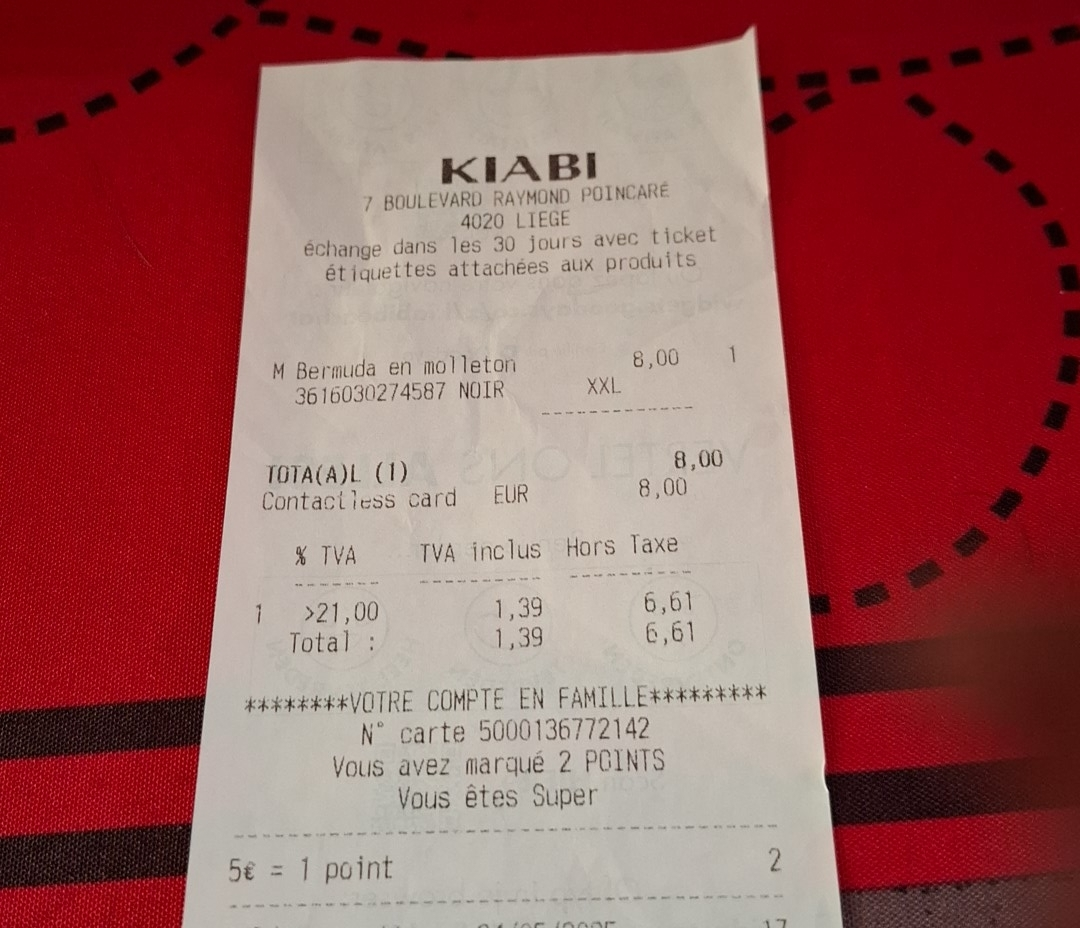 KIABI
7 BOULEVARD RAYMOND POINCARÉ
4020 LIEGE
échange dans les 30 jours avec ticket
étiquettes attachées aux produits
M Bermuda en molleton 8,00 1
3616030274587 NOIR XXL
TOTA(A)L (1) 8,00
Contactless card EUR 8,00
% TVA TVA inclus Hors Taxe
1 >21,00 1,39 6,61
Total : 1,39 6,61
********VOTRE COMPTE EN FAMILLE*********
N° carte 5000136772142
Vous avez marqué 2 POINTS
Vous êtes Super
5€ = 1 point 2